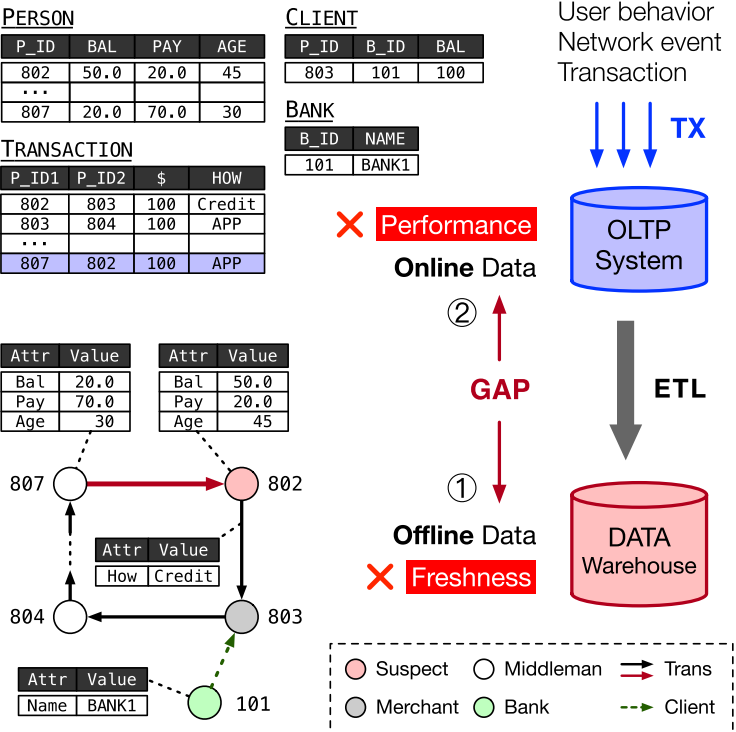 PERSON
P_ID BAL PAY AGE
802 50.0 20.0 45
...
807 20.0 70.0 30
CLIENT
P_ID B_ID BAL
803 101 100
BANK
B_ID NAME
101 BANK1
TRANSACTION
P_ID1 P_ID2 $ HOW
802 803 100 Credit
803 804 100 APP
...
807 802 100 APP
User behavior
Network event
Transaction
TX
OLTP
System
Performance
Online Data
②
GAP
ETL
①
Offline Data
Freshness
DATA
Warehouse
Attr Value
Bal 20.0
Pay 70.0
Age 30
Attr Value
Bal 50.0
Pay 20.0
Age 45
807
802
Attr Value
How Credit
804
803
Attr Value
Name BANK1
101
Suspect Middleman Trans
Merchant Bank Client